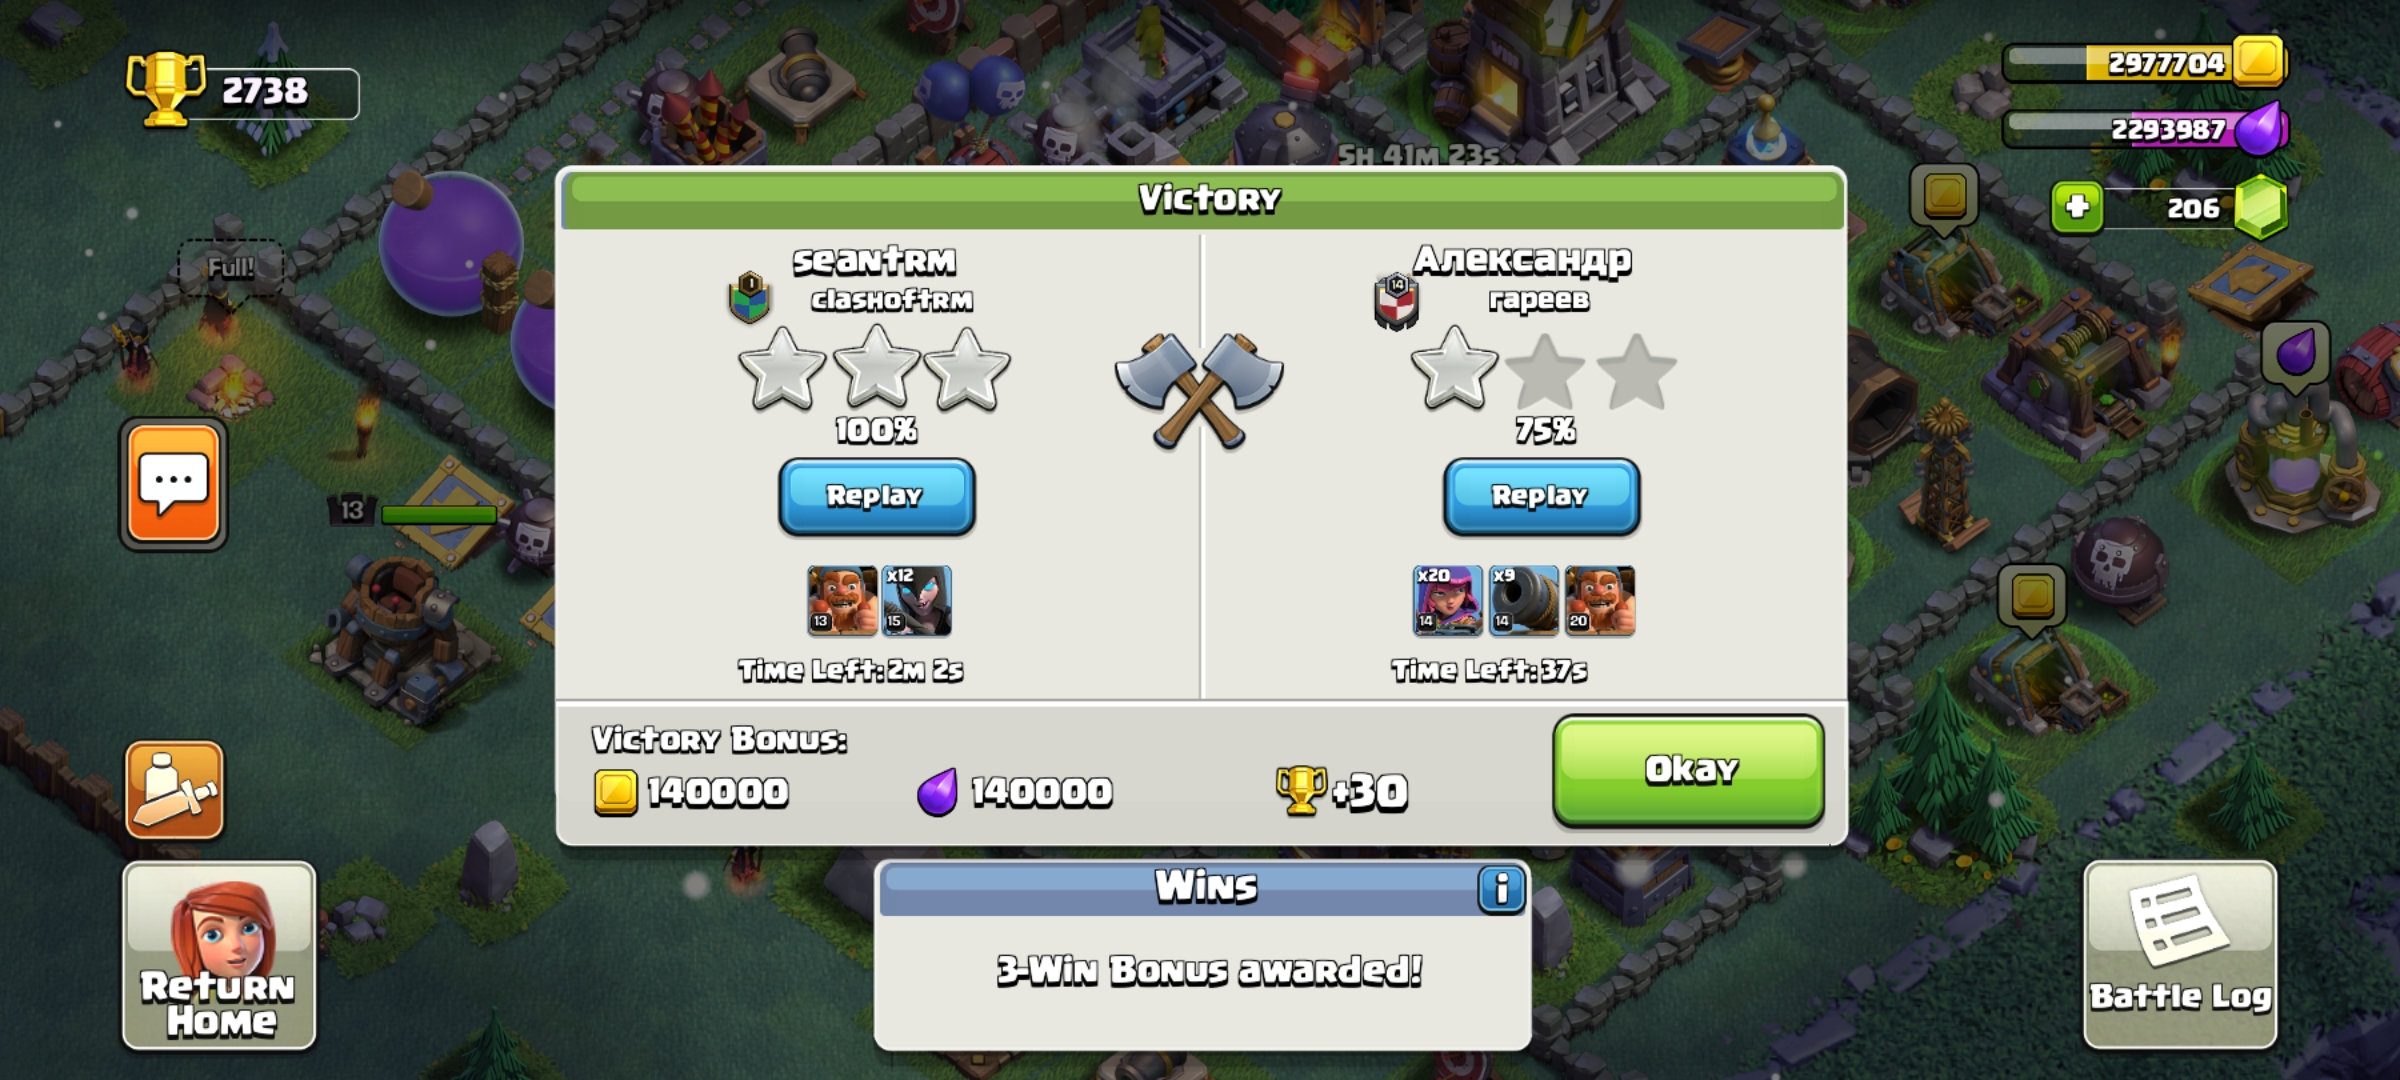 2738
2977704
2293987
206
5H 41M 23s
Full!
13
Victory
seantrm
clashoftrm
1
100%
Replay
13
x12
15
Time Left:2m 2s
Александр
гареев
14
75%
Replay
x20
14
x9
14
20
Time Left:37s
Victory Bonus:
140000
140000
+30
Okay
Wins
i
3-Win Bonus awarded!
Return
Home
Battle Log